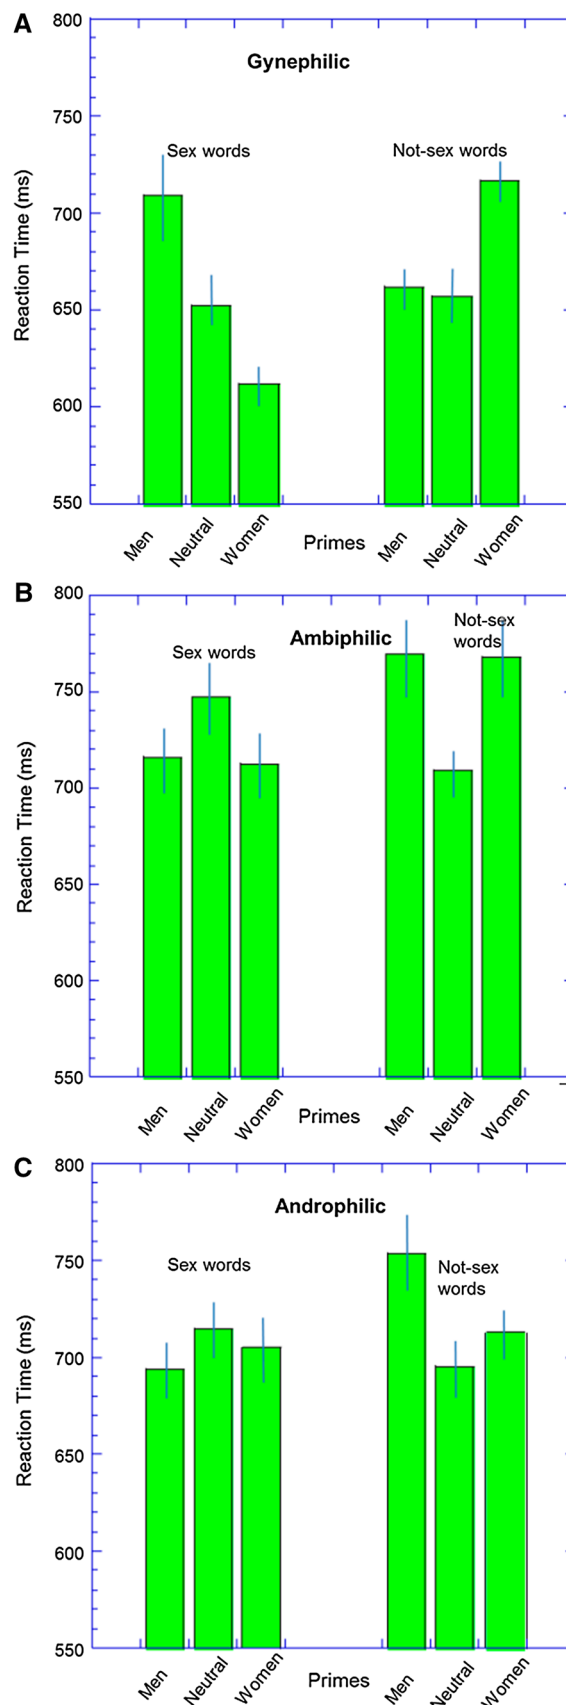 A
Gynephilic
Sex words
Not-sex words
800
750
700
650
600
550
Reaction Time (ms)
Men
Neutral
Women
Primes
Men
Neutral
Women
B
Ambiphilic
Sex words
Not-sex
words
800
750
700
650
600
550
Reaction Time (ms)
Men
Neutral
Women
Primes
Men
Neutral
Women
C
Androphilic
Sex words
Not-sex
words
800
750
700
650
600
550
Reaction Time (ms)
Men
Neutral
Women
Primes
Men
Neutral
Women